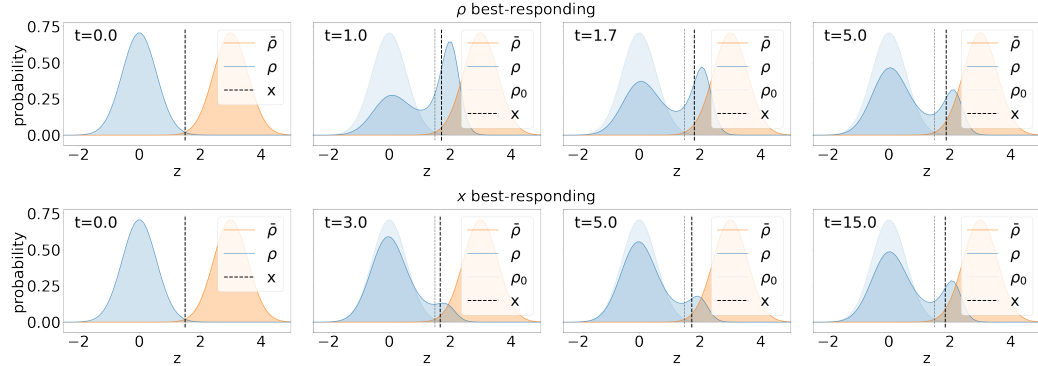 ρ best-responding
probability
0.75
0.50
0.25
0.00
t=0.0
ρ̄
ρ
x
−2 0 2 4
z
t=1.0
ρ̄
ρ
ρ₀
x
−2 0 2 4
z
t=1.7
ρ̄
ρ
ρ₀
x
−2 0 2 4
z
t=5.0
ρ̄
ρ
ρ₀
x
−2 0 2 4
z
x best-responding
probability
0.75
0.50
0.25
0.00
t=0.0
ρ̄
ρ
x
−2 0 2 4
z
t=3.0
ρ̄
ρ
ρ₀
x
−2 0 2 4
z
t=5.0
ρ̄
ρ
ρ₀
x
−2 0 2 4
z
t=15.0
ρ̄
ρ
ρ₀
x
−2 0 2 4
z